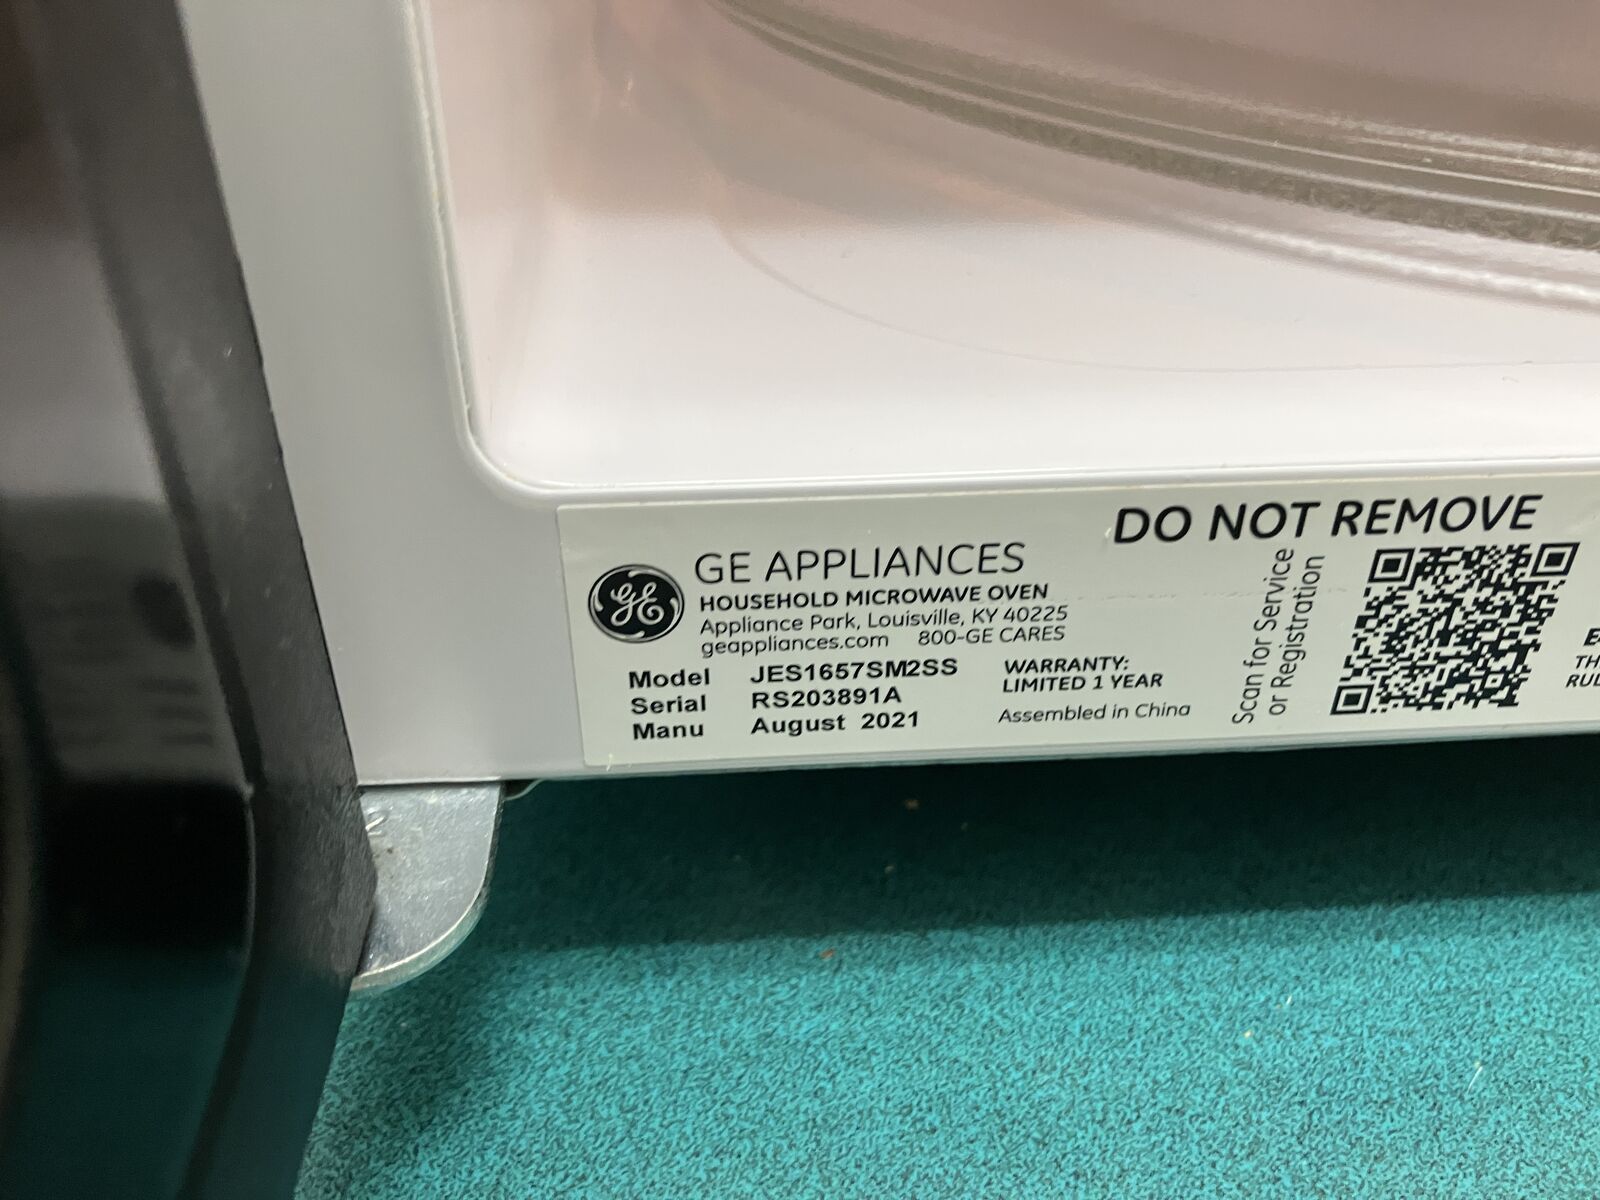 DO NOT REMOVE
GE
GE APPLIANCES
HOUSEHOLD MICROWAVE OVEN
Appliance Park, Louisville, KY 40225
geappliances.com 800-GE CARES
Model JES1657SM2SS
Serial RS203891A
Manu August 2021
WARRANTY:
LIMITED 1 YEAR
Assembled in China
Scan for Service
or Registration